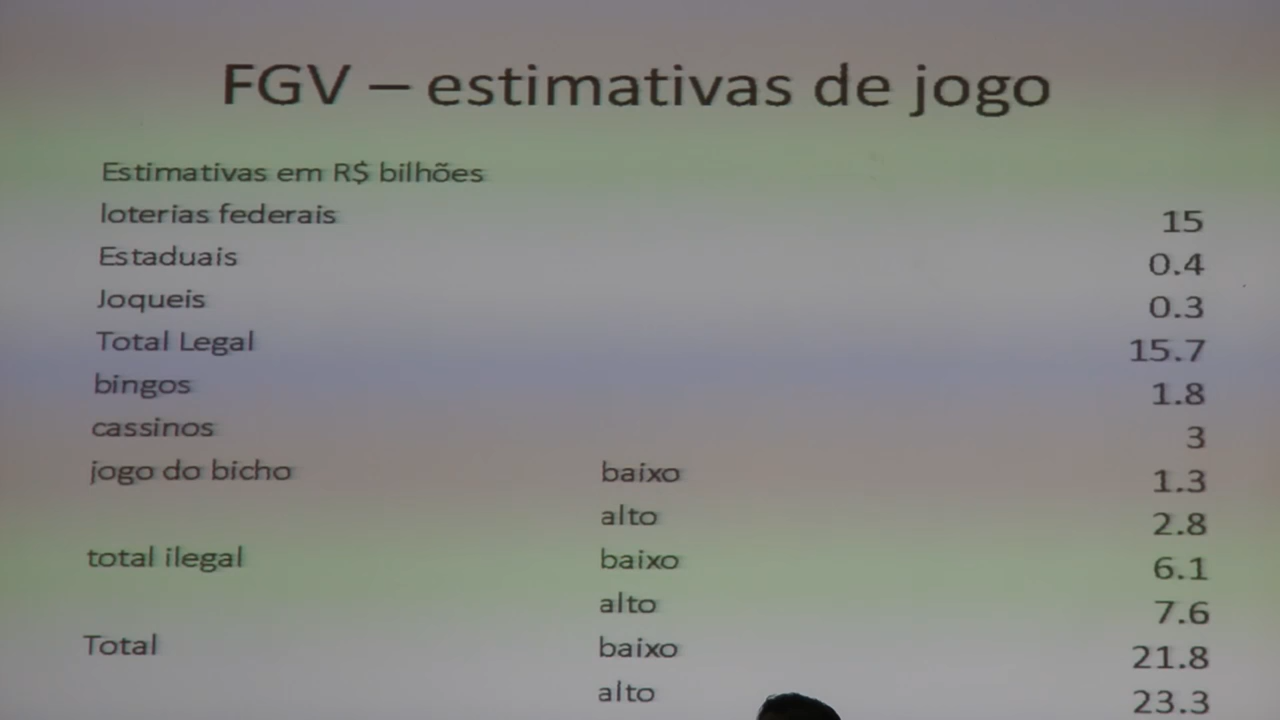 FGV – estimativas de jogo
Estimativas em R$ bilhões
loterias federais 15
Estaduais 0.4
Joqueis 0.3
Total Legal 15.7
bingos 1.8
cassinos 3
jogo do bicho baixo 1.3
alto 2.8
total ilegal baixo 6.1
alto 7.6
Total baixo 21.8
alto 23.3